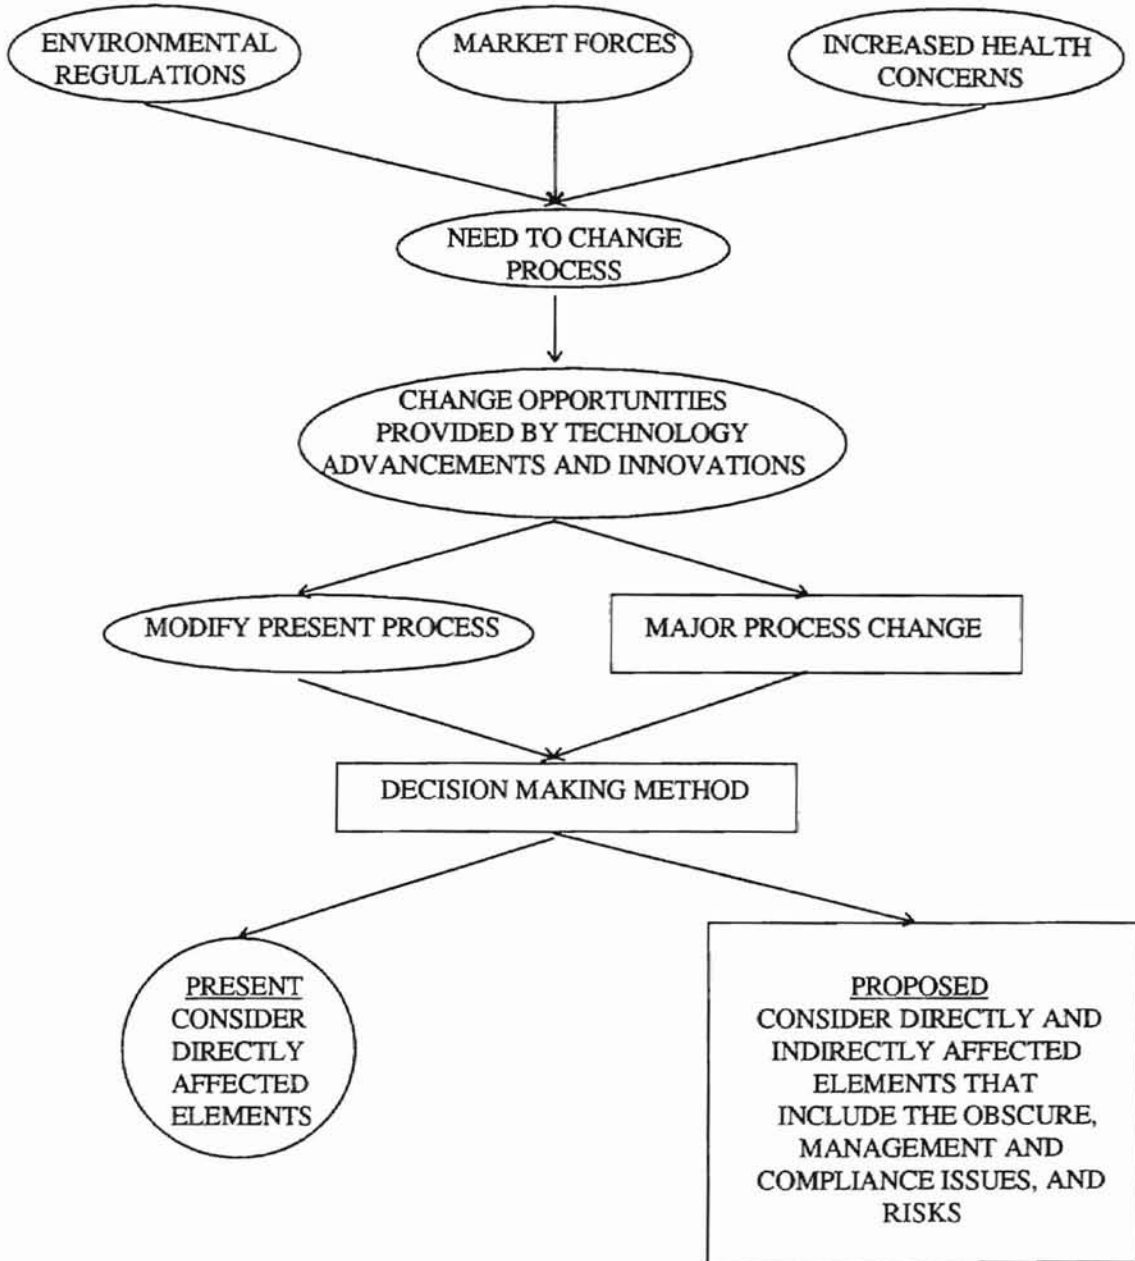 ENVIRONMENTAL
REGULATIONS
MARKET FORCES
INCREASED HEALTH
CONCERNS
NEED TO CHANGE
PROCESS
CHANGE OPPORTUNITIES
PROVIDED BY TECHNOLOGY
ADVANCEMENTS AND INNOVATIONS
MODIFY PRESENT PROCESS
MAJOR PROCESS CHANGE
DECISION MAKING METHOD
PRESENT
CONSIDER
DIRECTLY
AFFECTED
ELEMENTS
PROPOSED
CONSIDER DIRECTLY AND
INDIRECTLY AFFECTED
ELEMENTS THAT
INCLUDE THE OBSCURE,
MANAGEMENT AND
COMPLIANCE ISSUES, AND
RISKS